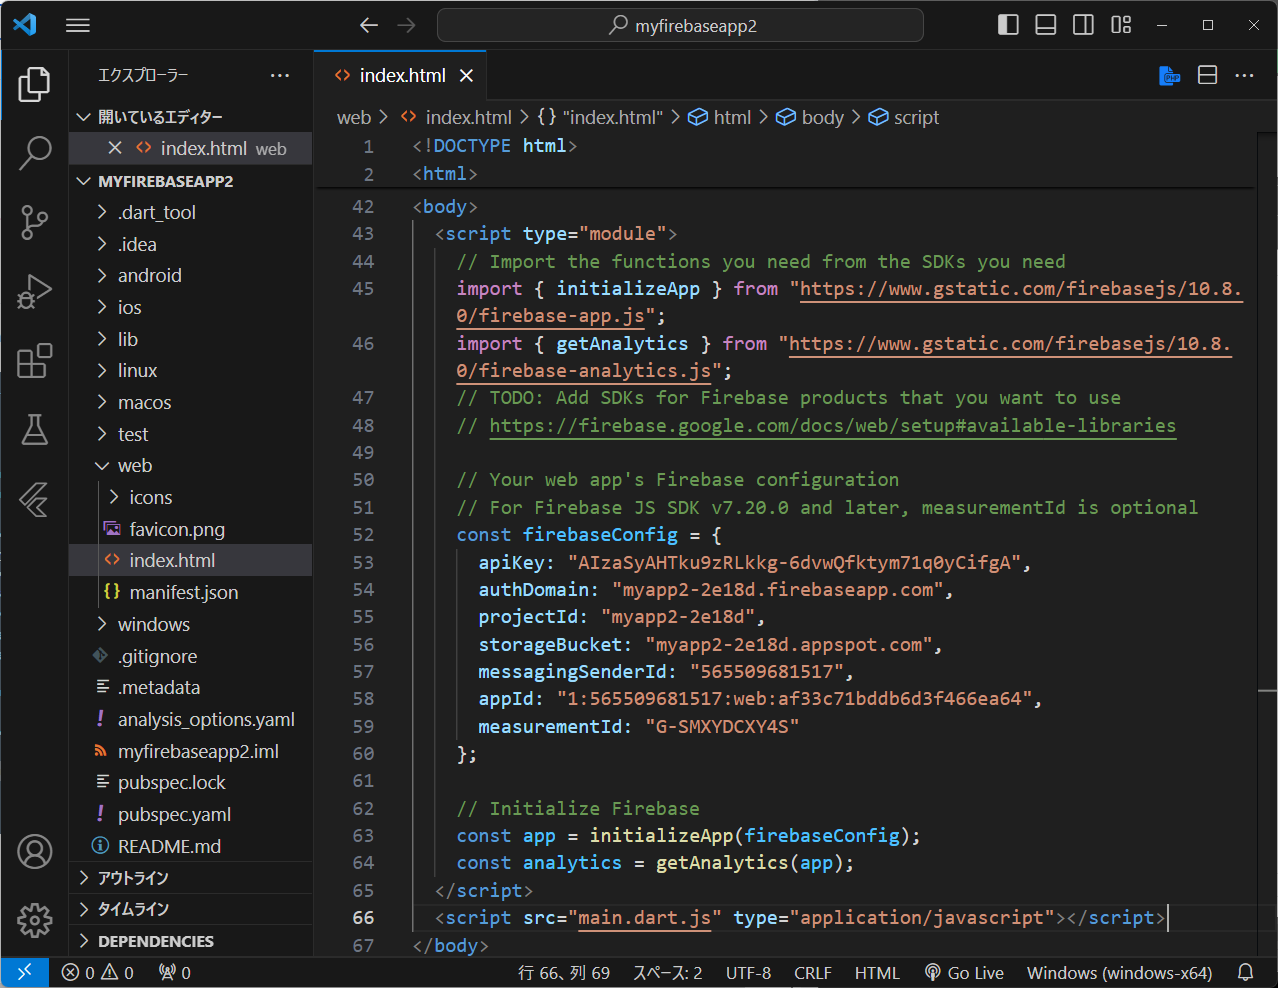 myfirebaseapp2
エクスプローラー
index.html
開いているエディター
index.html web
MYFIREBASEAPP2
.dart_tool
.idea
android
ios
lib
linux
macos
test
web
icons
favicon.png
index.html
manifest.json
windows
.gitignore
.metadata
analysis_options.yaml
myfirebaseapp2.iml
pubspec.lock
pubspec.yaml
README.md
アウトライン
タイムライン
DEPENDENCIES
web > index.html > {} "index.html" > html > body > script
1 <!DOCTYPE html>
2 <html>
42 <body>
43 <script type="module">
44 // Import the functions you need from the SDKs you need
45 import { initializeApp } from "https://www.gstatic.com/firebasejs/10.8.
0/firebase-app.js";
46 import { getAnalytics } from "https://www.gstatic.com/firebasejs/10.8.
0/firebase-analytics.js";
47 // TODO: Add SDKs for Firebase products that you want to use
48 // https://firebase.google.com/docs/web/setup#available-libraries
49
50 // Your web app's Firebase configuration
51 // For Firebase JS SDK v7.20.0 and later, measurementId is optional
52 const firebaseConfig = {
53 apiKey: "AIzaSyAHTku9zRLkkg-6dvwQfktym71q0yCifgA",
54 authDomain: "myapp2-2e18d.firebaseapp.com",
55 projectId: "myapp2-2e18d",
56 storageBucket: "myapp2-2e18d.appspot.com",
57 messagingSenderId: "565509681517",
58 appId: "1:565509681517:web:af33c71bddb6d3f466ea64",
59 measurementId: "G-SMXYDCXY4S"
60 };
61
62 // Initialize Firebase
63 const app = initializeApp(firebaseConfig);
64 const analytics = getAnalytics(app);
65 </script>
66 <script src="main.dart.js" type="application/javascript"></script>
67 </body>
0 0 0 行 66、列 69 スペース: 2 UTF-8 CRLF HTML Go Live Windows (windows-x64)